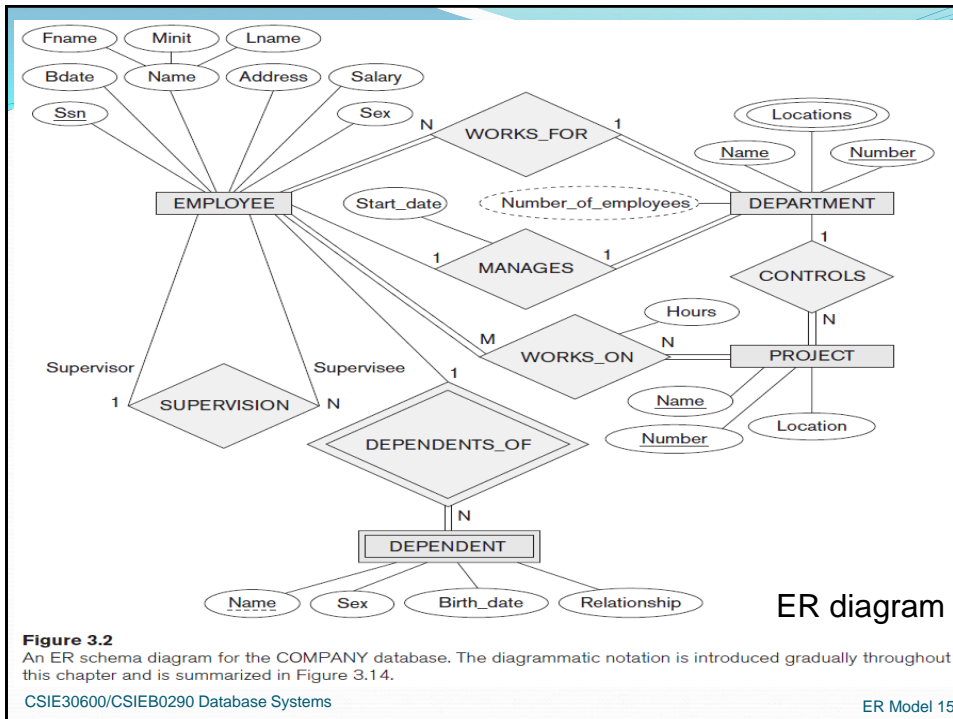 Fname Minit Lname
Bdate Name Address Salary
Ssn Sex
N WORKS_FOR 1
Locations
Name Number
EMPLOYEE Start_date Number_of_employees DEPARTMENT
1 MANAGES 1
1
CONTROLS
N
Hours
M WORKS_ON N
PROJECT
Supervisor Supervisee
1 SUPERVISION N
1
Name
Number Location
DEPENDENTS_OF
N
DEPENDENT
Name Sex Birth_date Relationship
ER diagram
Figure 3.2
An ER schema diagram for the COMPANY database. The diagrammatic notation is introduced gradually throughout
this chapter and is summarized in Figure 3.14.
CSIE30600/CSIEB0290 Database Systems ER Model 15